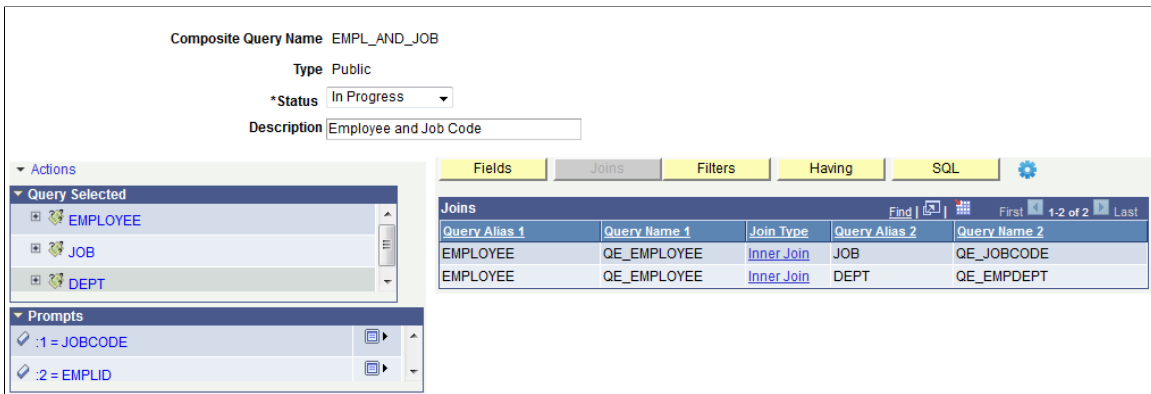 Composite Query Name EMPL_AND_JOB
Type Public
*Status In Progress
Description Employee and Job Code
Actions
Fields Joins Filters Having SQL
Query Selected
EMPLOYEE
JOB
DEPT
Joins Find | | First 1-2 of 2 Last
Query Alias 1 Query Name 1 Join Type Query Alias 2 Query Name 2
EMPLOYEE QE_EMPLOYEE Inner Join JOB QE_JOBCODE
EMPLOYEE QE_EMPLOYEE Inner Join DEPT QE_EMPDEPT
Prompts
:1 = JOBCODE
:2 = EMPLID